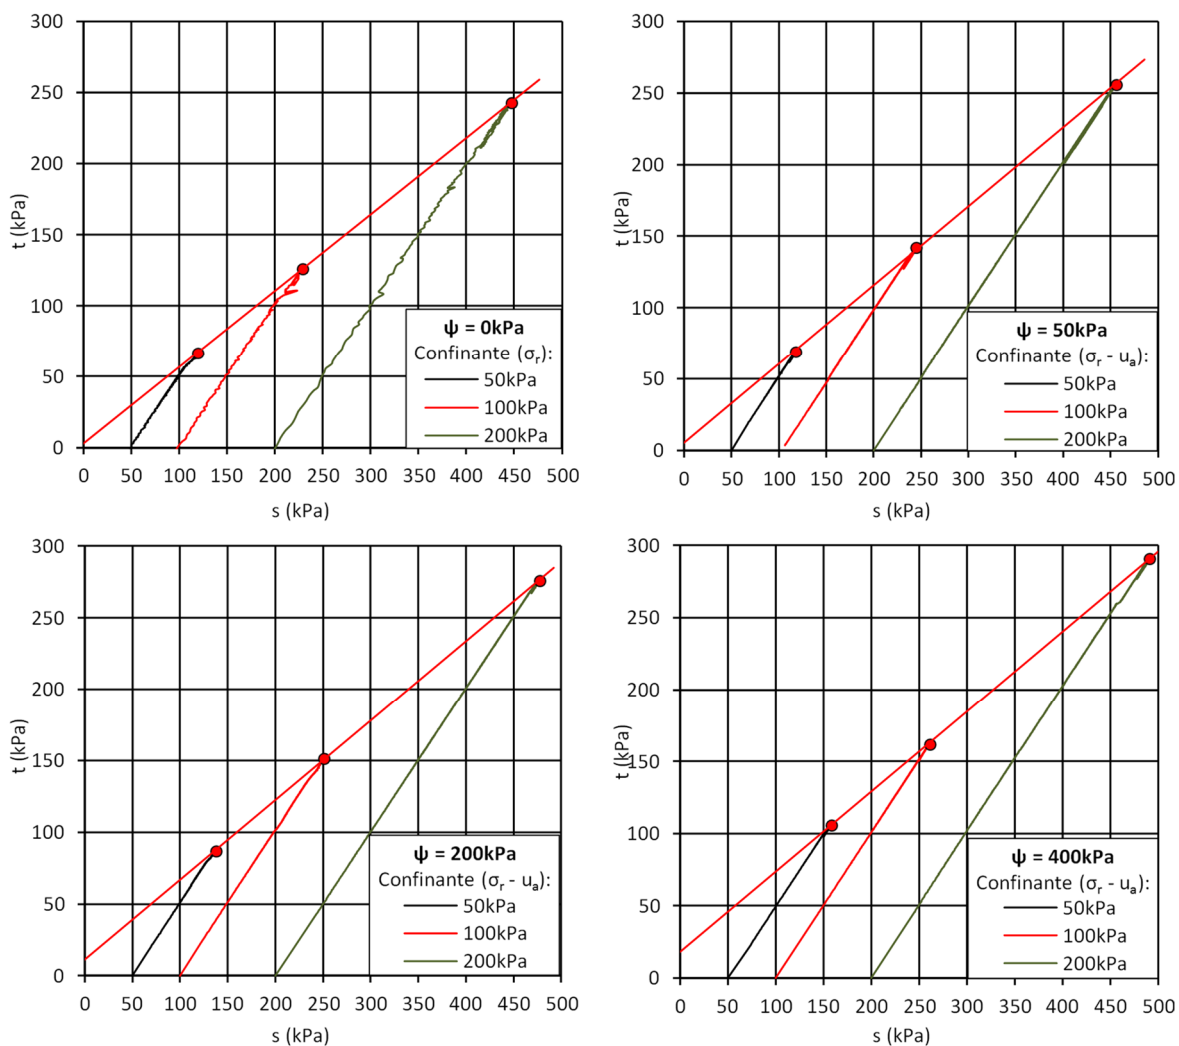 300
250
200
150
100
50
0
t (kPa)
0 50 100 150 200 250 300 350 400 450 500
s (kPa)
ψ = 0kPa
Confinante (σr):
50kPa
100kPa
200kPa
300
250
200
150
100
50
0
t (kPa)
0 50 100 150 200 250 300 350 400 450 500
s (kPa)
ψ = 50kPa
Confinante (σr - ua):
50kPa
100kPa
200kPa
300
250
200
150
100
50
0
t (kPa)
0 50 100 150 200 250 300 350 400 450 500
s (kPa)
ψ = 200kPa
Confinante (σr - ua):
50kPa
100kPa
200kPa
300
250
200
150
100
50
0
t (kPa)
0 50 100 150 200 250 300 350 400 450 500
s (kPa)
ψ = 400kPa
Confinante (σr - ua):
50kPa
100kPa
200kPa